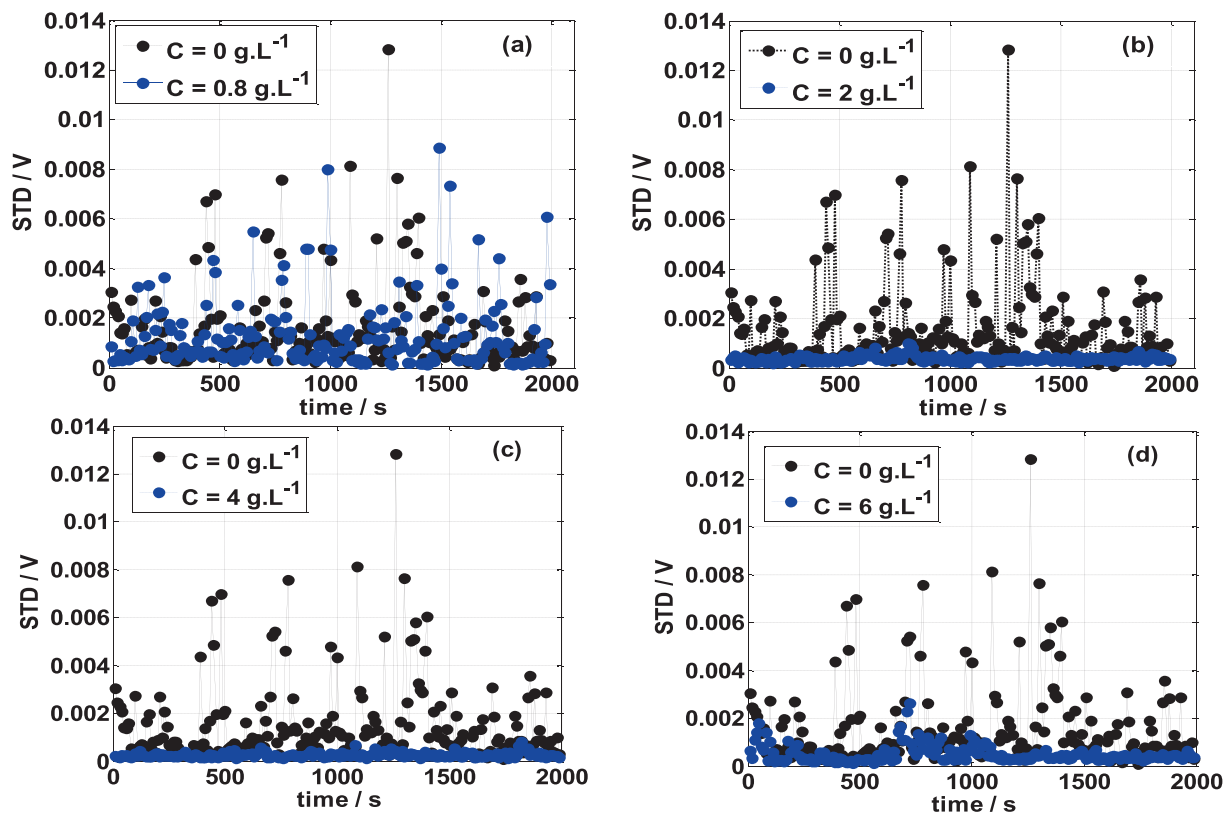 (a)
C = 0 g.L-1
C = 0.8 g.L-1
STD / V
0.014
0.012
0.01
0.008
0.006
0.004
0.002
0
0 500 1000 1500 2000
time / s
(b)
C = 0 g.L-1
C = 2 g.L-1
STD / V
0.014
0.012
0.01
0.008
0.006
0.004
0.002
0
0 500 1000 1500 2000
time / s
(c)
C = 0 g.L-1
C = 4 g.L-1
STD / V
0.014
0.012
0.01
0.008
0.006
0.004
0.002
0
0 500 1000 1500 2000
time / s
(d)
C = 0 g.L-1
C = 6 g.L-1
STD / V
0.014
0.012
0.01
0.008
0.006
0.004
0.002
0
0 500 1000 1500 2000
time / s